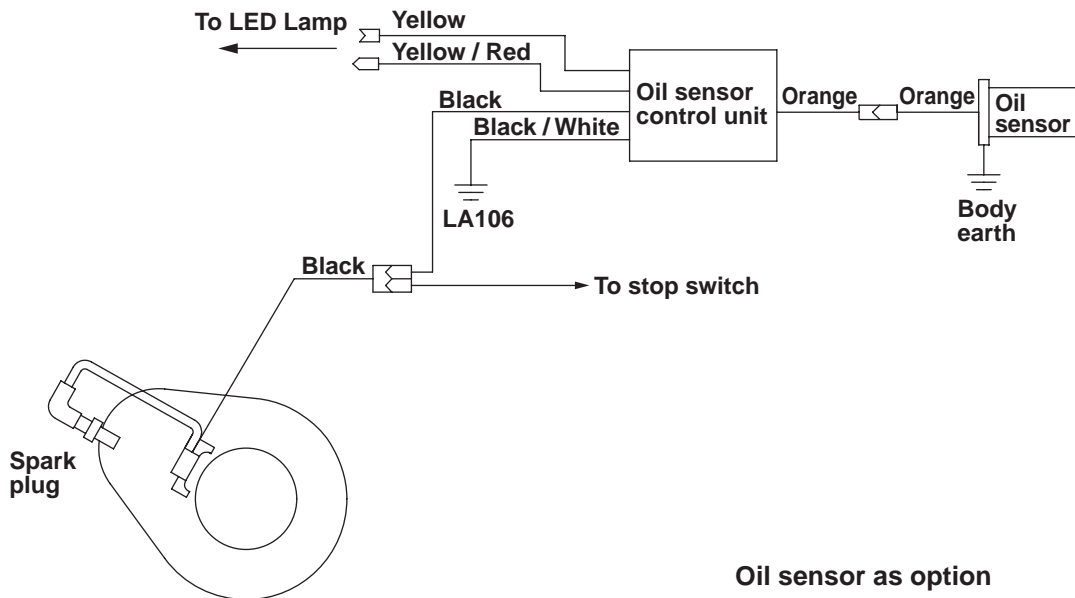 To LED Lamp
Yellow
Yellow / Red
Black
Black / White
LA106
Oil sensor
control unit
Orange
Orange
Oil
sensor
Body
earth
Black
To stop switch
Spark
plug
Oil sensor as option